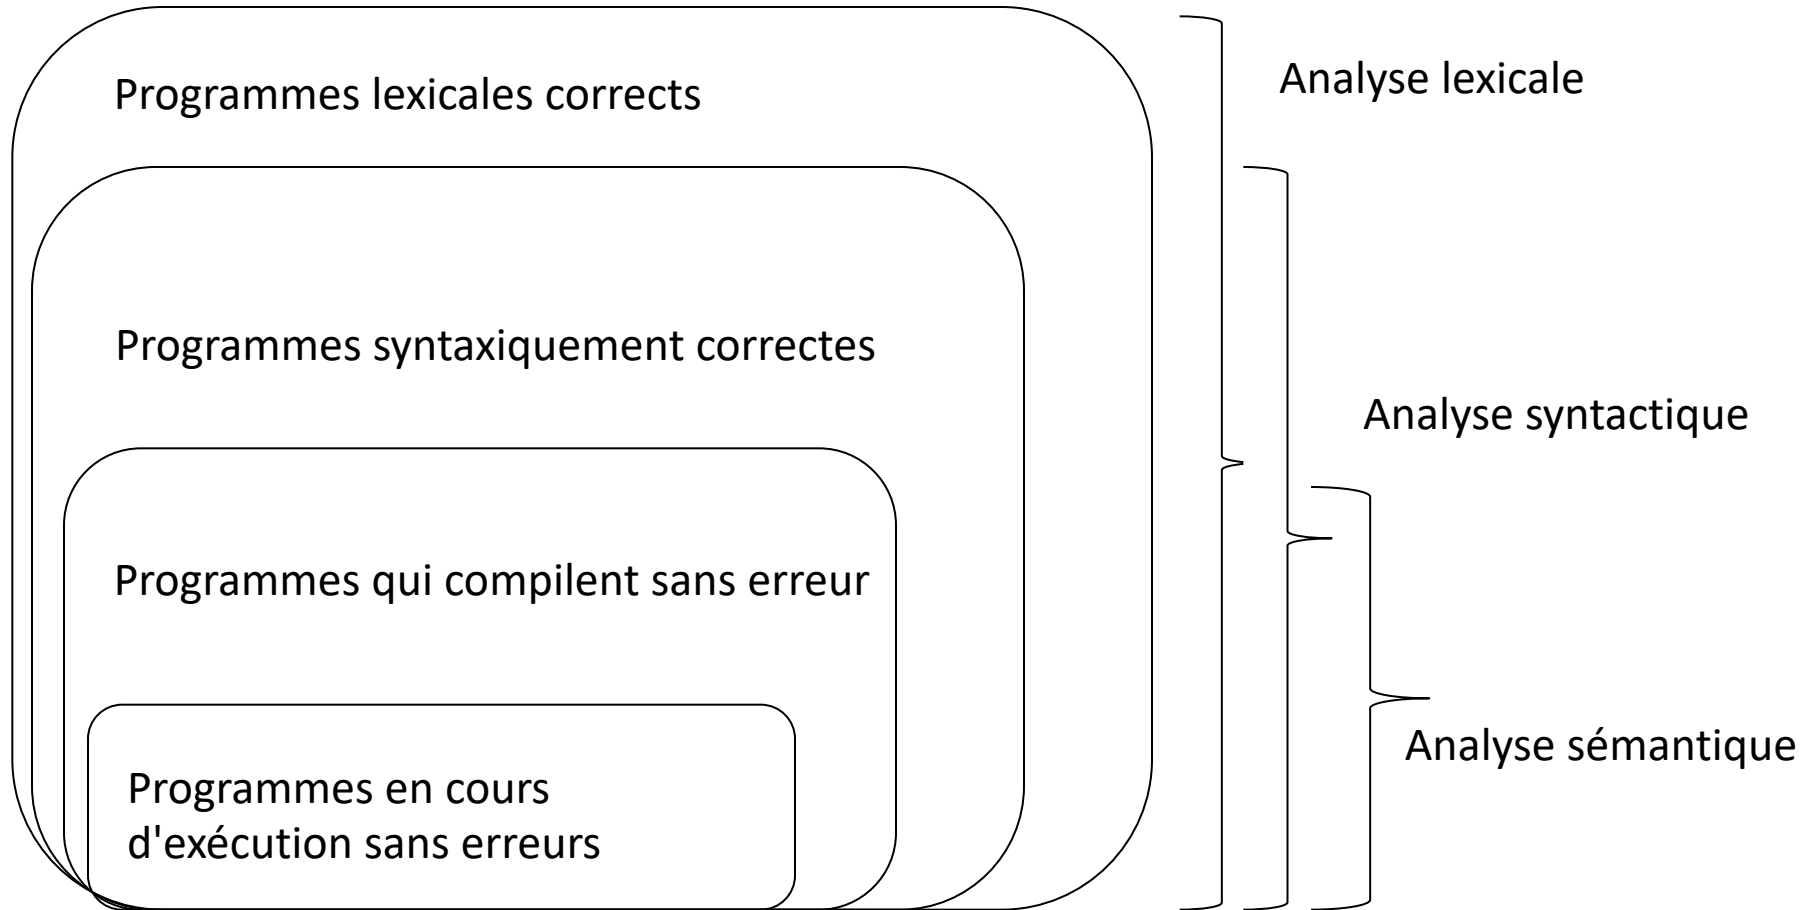 Programmes lexicales corrects
Analyse lexicale
Programmes syntaxiquement correctes
Analyse syntactique
Programmes qui compilent sans erreur
Analyse sémantique
Programmes en cours
d'exécution sans erreurs